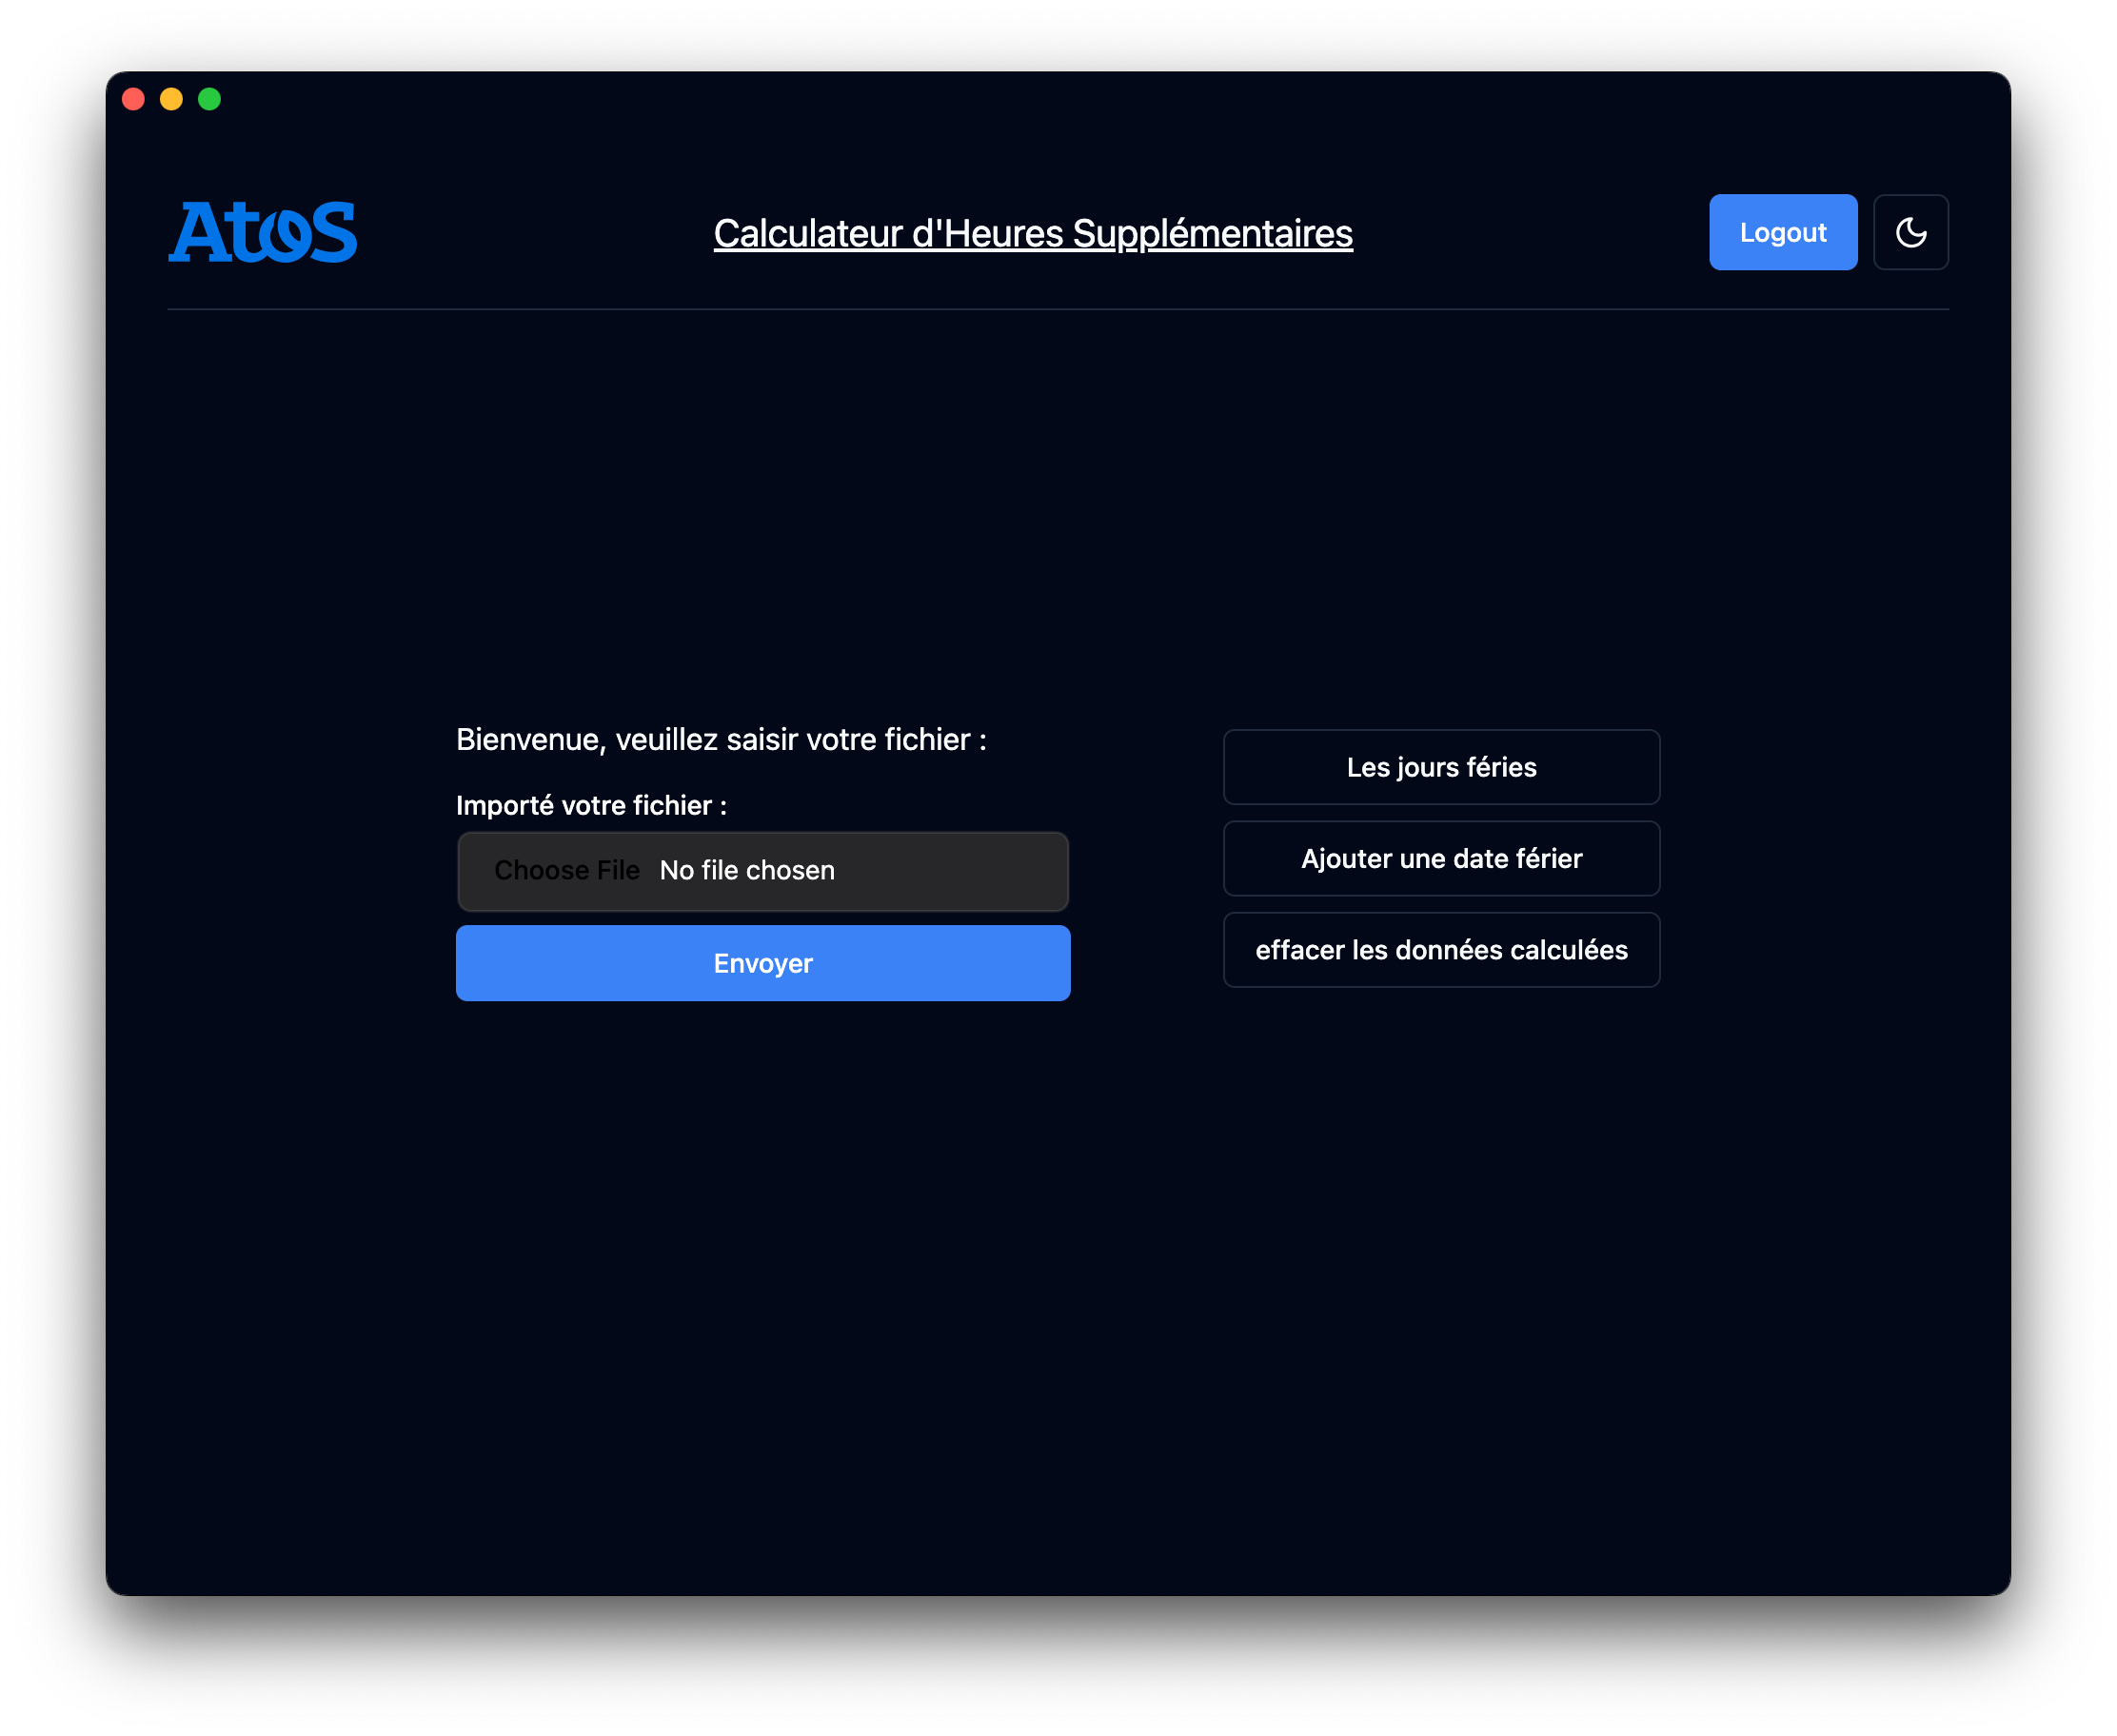 Atos
Calculateur d'Heures Supplémentaires
Logout
Bienvenue, veuillez saisir votre fichier :
Importé votre fichier :
Choose File No file chosen
Envoyer
Les jours féries
Ajouter une date férier
effacer les données calculées